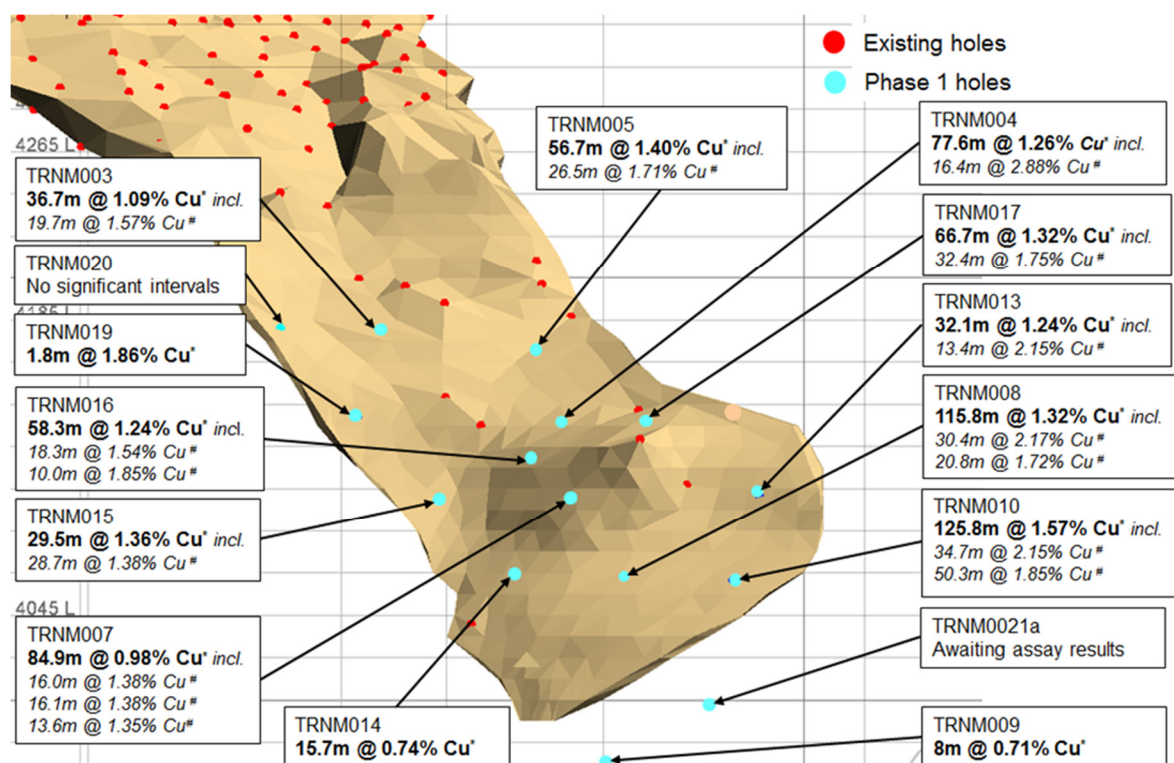 Existing holes
Phase 1 holes
TRNM005
56.7m @ 1.40% Cu* incl.
26.5m @ 1.71% Cu #
TRNM004
77.6m @ 1.26% Cu* incl.
16.4m @ 2.88% Cu #
4265 L
TRNM003
36.7m @ 1.09% Cu* incl.
19.7m @ 1.57% Cu #
TRNM017
66.7m @ 1.32% Cu* incl.
32.4m @ 1.75% Cu #
TRNM020
No significant intervals
TRNM013
32.1m @ 1.24% Cu* incl.
13.4m @ 2.15% Cu #
4185 L
TRNM019
1.8m @ 1.86% Cu*
TRNM008
115.8m @ 1.32% Cu* incl.
30.4m @ 2.17% Cu #
20.8m @ 1.72% Cu #
TRNM016
58.3m @ 1.24% Cu* incl.
18.3m @ 1.54% Cu #
10.0m @ 1.85% Cu #
TRNM010
125.8m @ 1.57% Cu* incl.
34.7m @ 2.15% Cu #
50.3m @ 1.85% Cu #
TRNM015
29.5m @ 1.36% Cu* incl.
28.7m @ 1.38% Cu #
4045 L
TRNM0021a
Awaiting assay results
TRNM007
84.9m @ 0.98% Cu* incl.
16.0m @ 1.38% Cu #
16.1m @ 1.38% Cu #
13.6m @ 1.35% Cu#
TRNM014
15.7m @ 0.74% Cu*
TRNM009
8m @ 0.71% Cu*